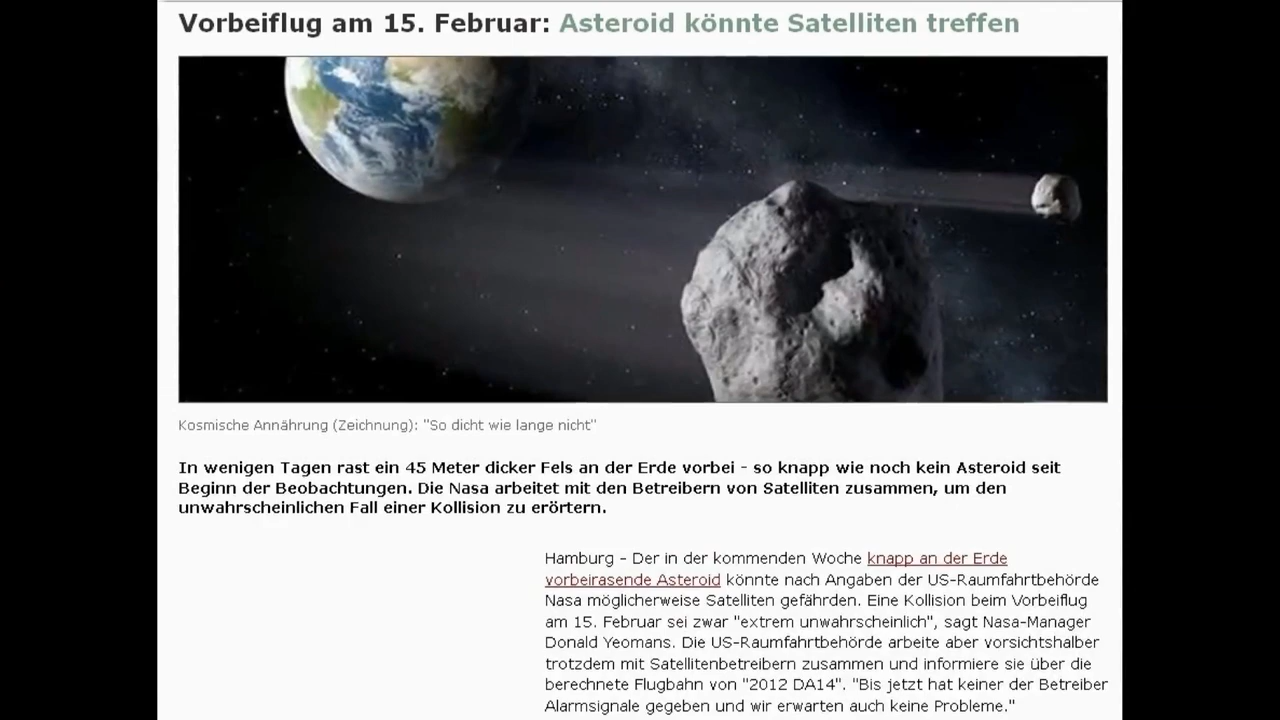 Vorbeiflug am 15. Februar: Asteroid könnte Satelliten treffen
Kosmische Annährung (Zeichnung): "So dicht wie lange nicht"
In wenigen Tagen rast ein 45 Meter dicker Fels an der Erde vorbei - so knapp wie noch kein Asteroid seit
Beginn der Beobachtungen. Die Nasa arbeitet mit den Betreibern von Satelliten zusammen, um den
unwahrscheinlichen Fall einer Kollision zu erörtern.
Hamburg - Der in der kommenden Woche knapp an der Erde
vorbeirasende Asteroid könnte nach Angaben der US-Raumfahrtbehörde
Nasa möglicherweise Satelliten gefährden. Eine Kollision beim Vorbeiflug
am 15. Februar sei zwar "extrem unwahrscheinlich", sagt Nasa-Manager
Donald Yeomans. Die US-Raumfahrtbehörde arbeite aber vorsichtshalber
trotzdem mit Satellitenbetreibern zusammen und informiere sie über die
berechnete Flugbahn von "2012 DA14". "Bis jetzt hat keiner der Betreiber
Alarmsignale gegeben und wir erwarten auch keine Probleme."